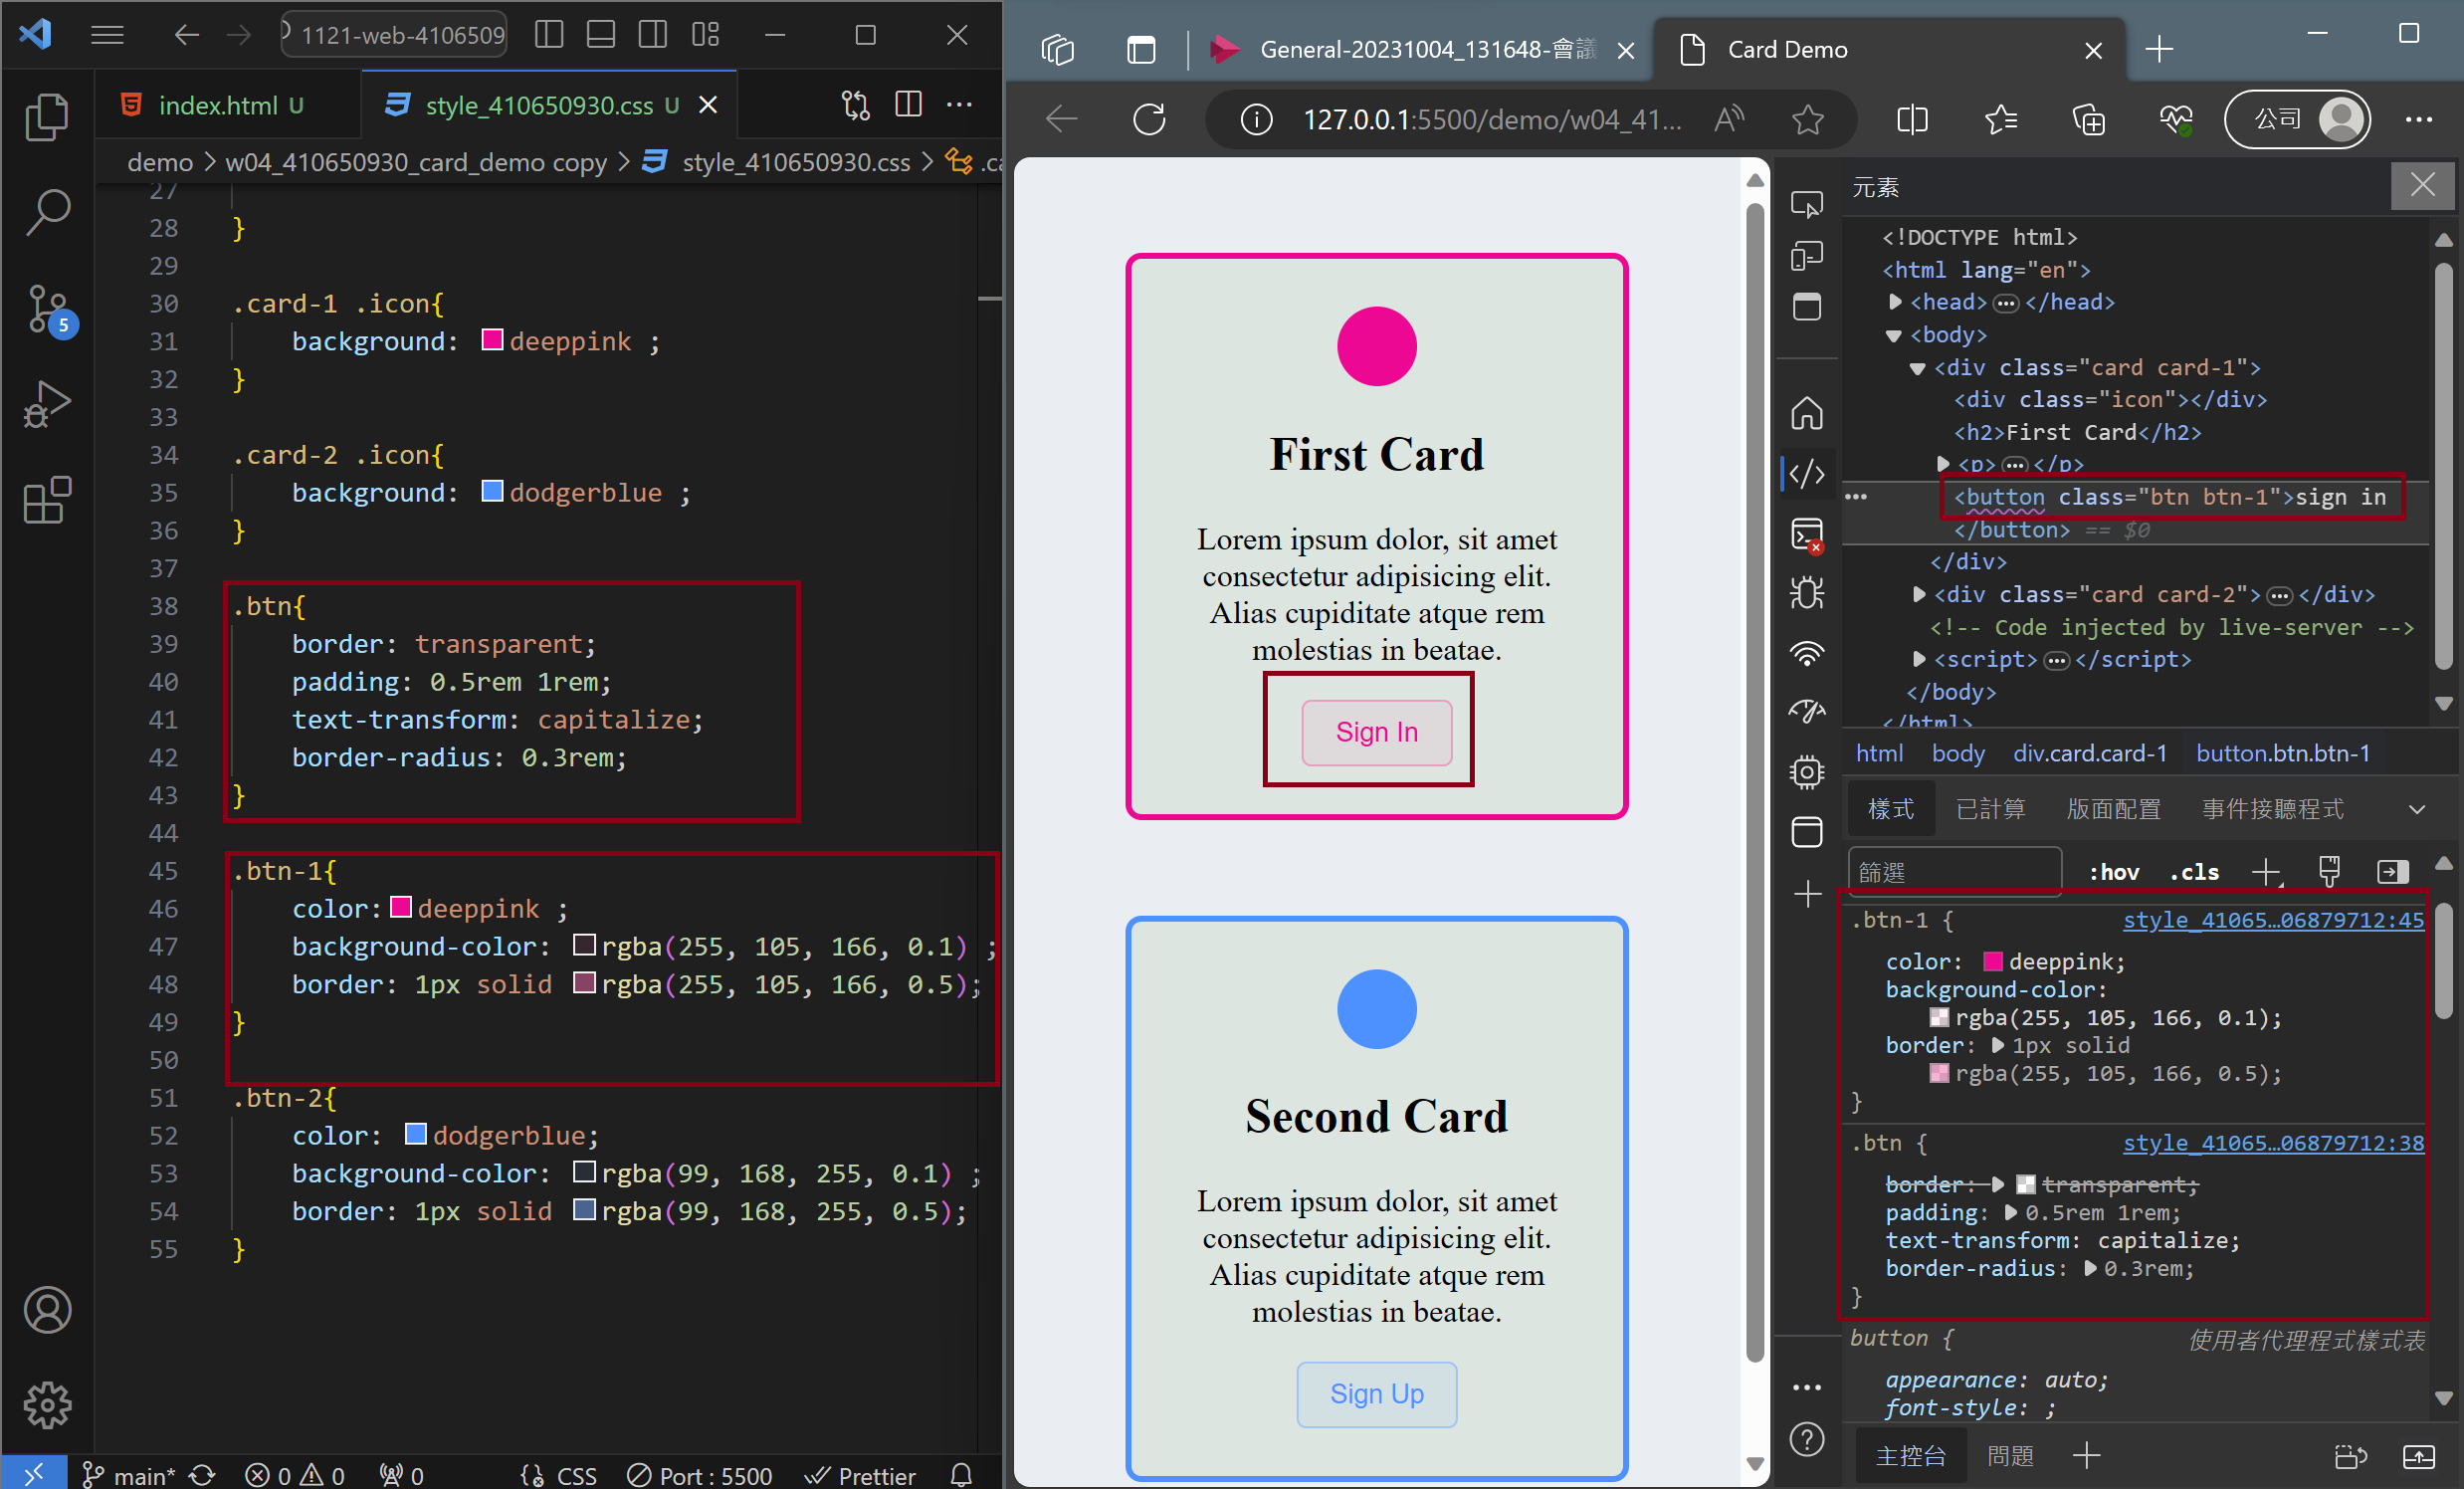 1121-web-4106509
index.html U
style_410650930.css U
demo > w04_410650930_card_demo copy > style_410650930.css > .ca
27
28 }
29
30 .card-1 .icon{
31 background: deeppink ;
32 }
33
34 .card-2 .icon{
35 background: dodgerblue ;
36 }
37
38 .btn{
39 border: transparent;
40 padding: 0.5rem 1rem;
41 text-transform: capitalize;
42 border-radius: 0.3rem;
43 }
44
45 .btn-1{
46 color: deeppink ;
47 background-color: rgba(255, 105, 166, 0.1) ;
48 border: 1px solid rgba(255, 105, 166, 0.5);
49 }
50
51 .btn-2{
52 color: dodgerblue;
53 background-color: rgba(99, 168, 255, 0.1) ;
54 border: 1px solid rgba(99, 168, 255, 0.5);
55 }
5
main* 0 0 0 CSS Port : 5500 Prettier
General-20231004_131648-會議
Card Demo
127.0.0.1:5500/demo/w04_41...
公司
First Card
Lorem ipsum dolor, sit amet
consectetur adipisicing elit.
Alias cupiditate atque rem
molestias in beatae.
Sign In
Second Card
Lorem ipsum dolor, sit amet
consectetur adipisicing elit.
Alias cupiditate atque rem
molestias in beatae.
Sign Up
元素
<!DOCTYPE html>
<html lang="en">
<head>…</head>
<body>
<div class="card card-1">
<div class="icon"></div>
<h2>First Card</h2>
<p>…</p>
<button class="btn btn-1">sign in
</button> == $0
</div>
<div class="card card-2">…</div>
<!-- Code injected by live-server -->
<script>…</script>
</body>
</html>
html body div.card.card-1 button.btn.btn-1
樣式 已計算 版面配置 事件接聽程式
篩選 :hov .cls
.btn-1 { style_41065…06879712:45
color: deeppink;
background-color:
rgba(255, 105, 166, 0.1);
border: 1px solid
rgba(255, 105, 166, 0.5);
}
.btn { style_41065…06879712:38
border: transparent;
padding: 0.5rem 1rem;
text-transform: capitalize;
border-radius: 0.3rem;
}
button { 使用者代理程式樣式表
appearance: auto;
font-style: ;
主控台 問題